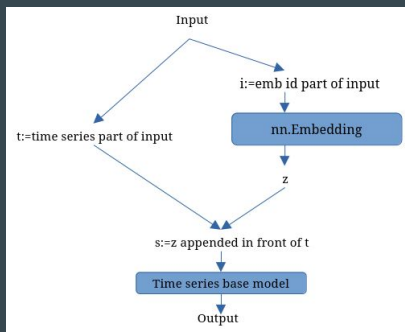 Input
i:=emb id part of input
nn.Embedding
t:=time series part of input
z
s:=z appended in front of t
Time series base model
Output